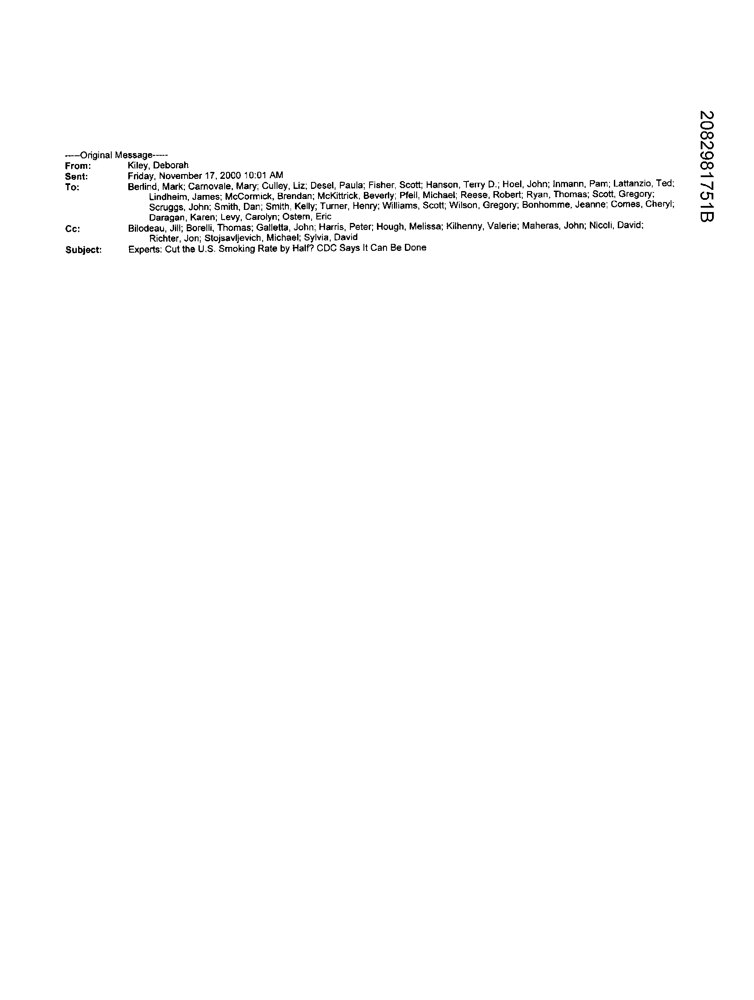 2082981751B
-----Original Message-----
From: Kiley, Deborah
Sent: Friday, November 17, 2000 10:01 AM
To: Berlind, Mark; Carnovale, Mary; Culley, Liz; Desel, Paula; Fisher, Scott; Hanson, Terry D.; Hoel, John; Inmann, Pam; Lattanzio, Ted;
Lindheim, James; McCormick, Brendan; McKittrick, Beverly; Pfeil, Michael; Reese, Robert; Ryan, Thomas; Scott, Gregory;
Scruggs, John; Smith, Dan; Smith, Kelly; Turner, Henry; Williams, Scott; Wilson, Gregory; Bonhomme, Jeanne; Comes, Cheryl;
Daragan, Karen; Levy, Carolyn; Ostern, Eric
Cc: Bilodeau, Jill; Borelli, Thomas; Galletta, John; Harris, Peter; Hough, Melissa; Kilhenny, Valerie; Maheras, John; Nicoli, David;
Richter, Jon; Stojsavljevich, Michael; Sylvia, David
Subject: Experts: Cut the U.S. Smoking Rate by Half? CDC Says It Can Be Done